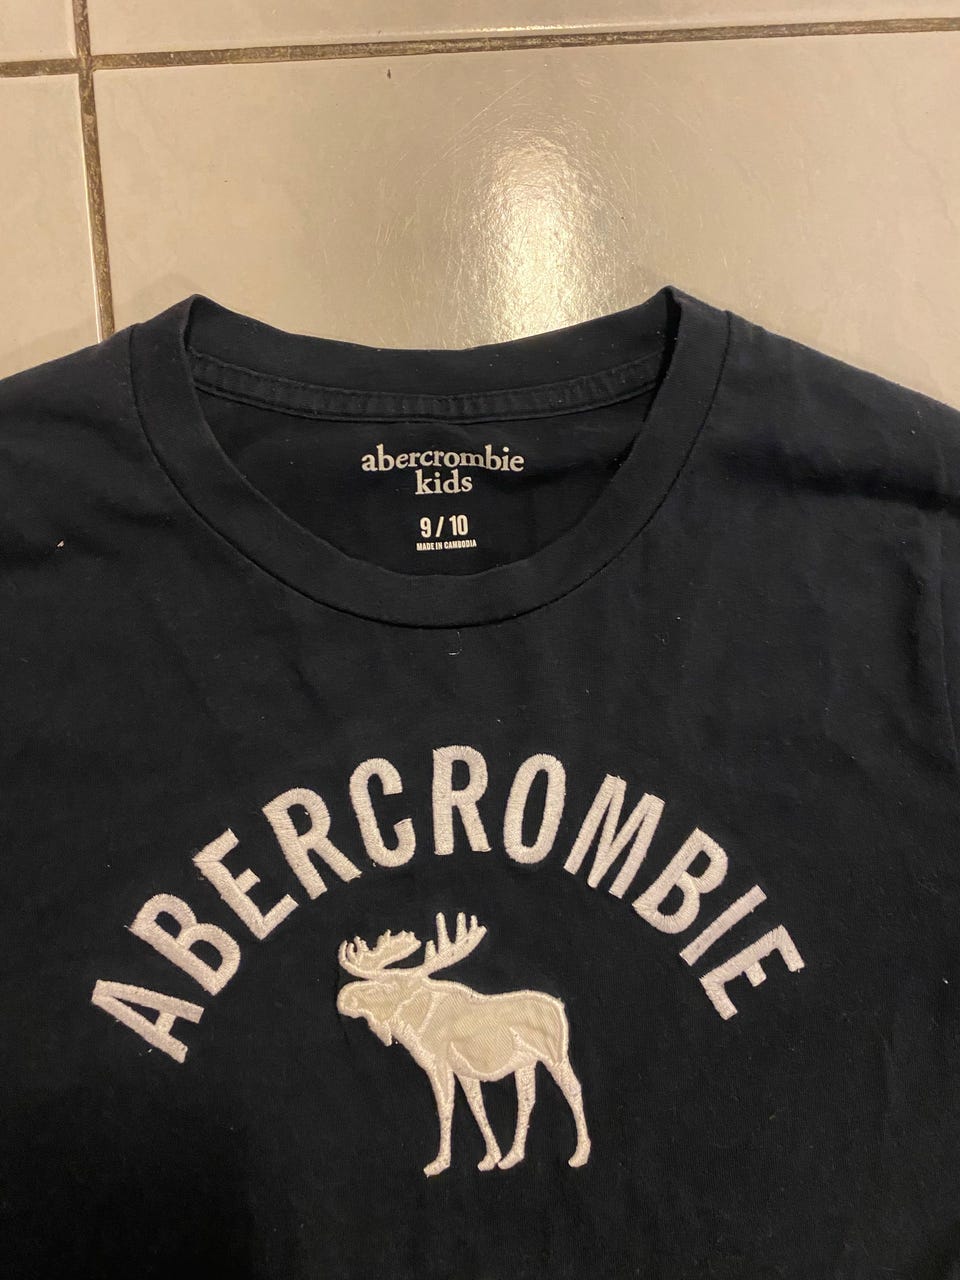 abercrombie
kids
9 / 10
MADE IN CAMBODIA
ABERCROMBIE